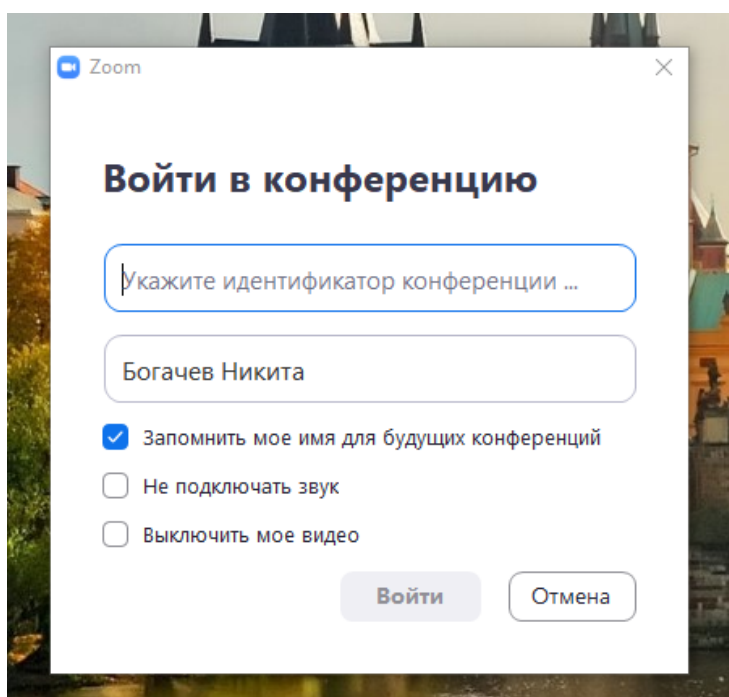 Zoom
Войти в конференцию
Укажите идентификатор конференции ...
Богачев Никита
Запомнить мое имя для будущих конференций
Не подключать звук
Выключить мое видео
Войти
Отмена